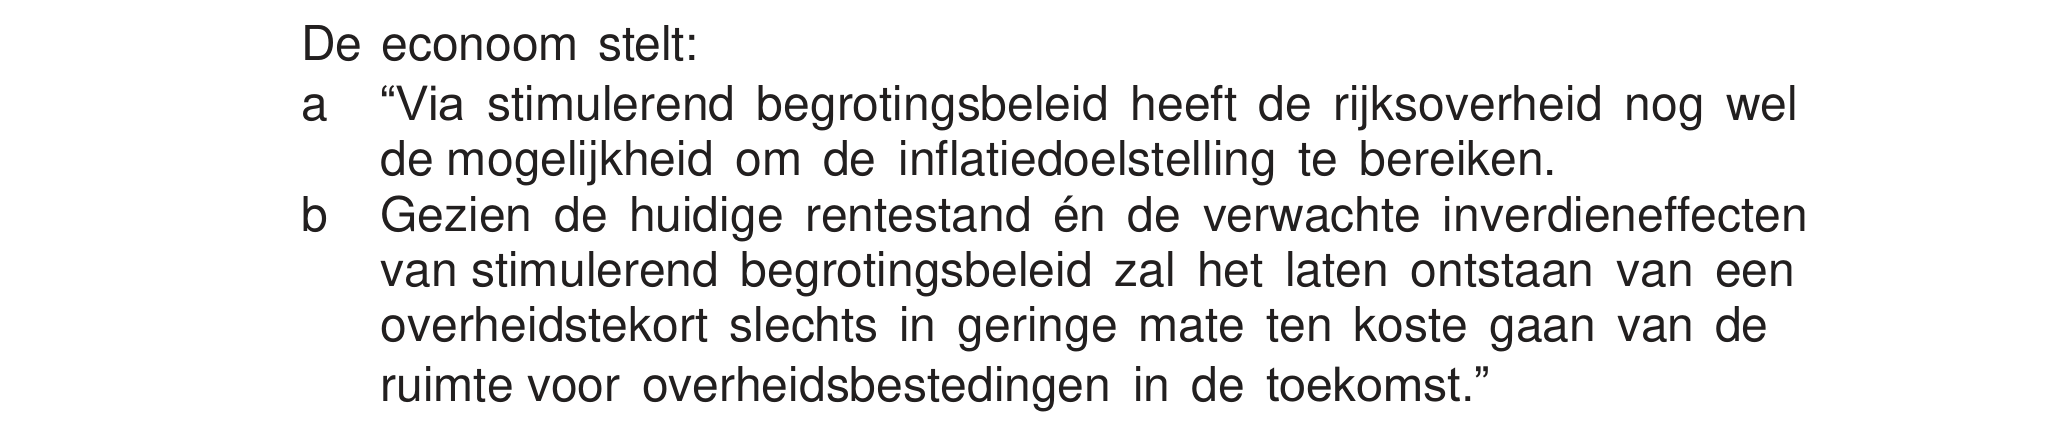 De econoom stelt:
a “Via stimulerend begrotingsbeleid heeft de rijksoverheid nog wel
de mogelijkheid om de inflatiedoelstelling te bereiken.
b Gezien de huidige rentestand én de verwachte inverdieneffecten
van stimulerend begrotingsbeleid zal het laten ontstaan van een
overheidstekort slechts in geringe mate ten koste gaan van de
ruimte voor overheidsbestedingen in de toekomst.”